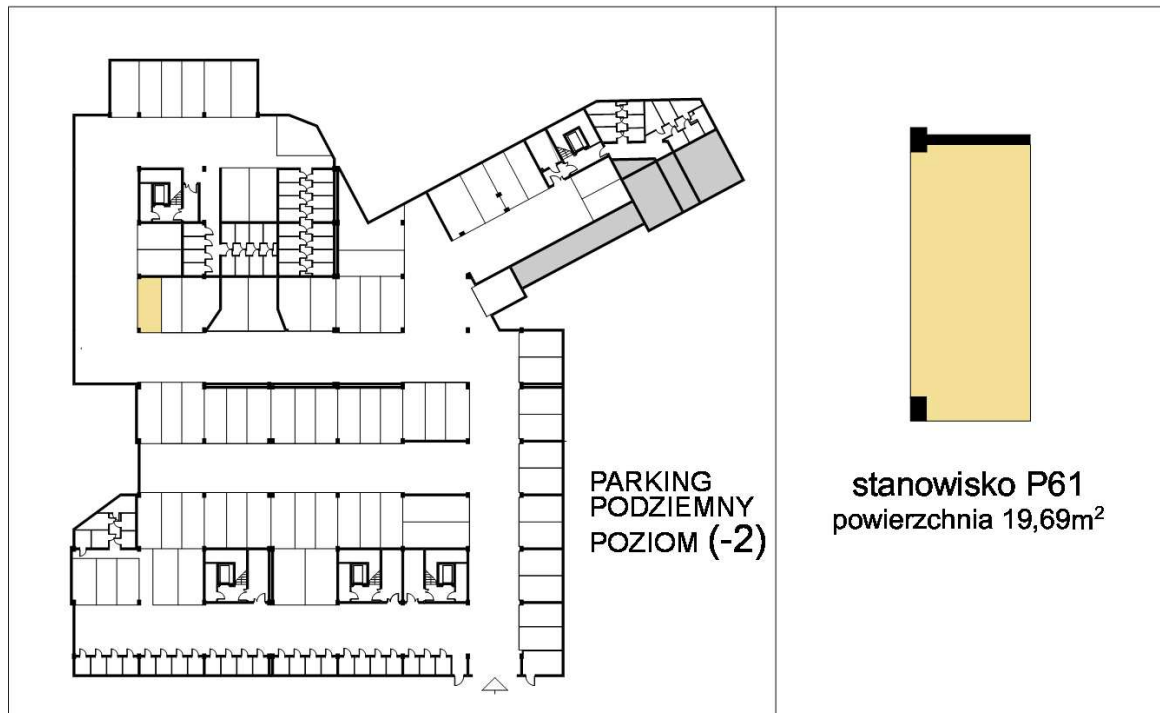 PARKING
PODZIEMNY
POZIOM (-2)
stanowisko P61
powierzchnia 19,69m²